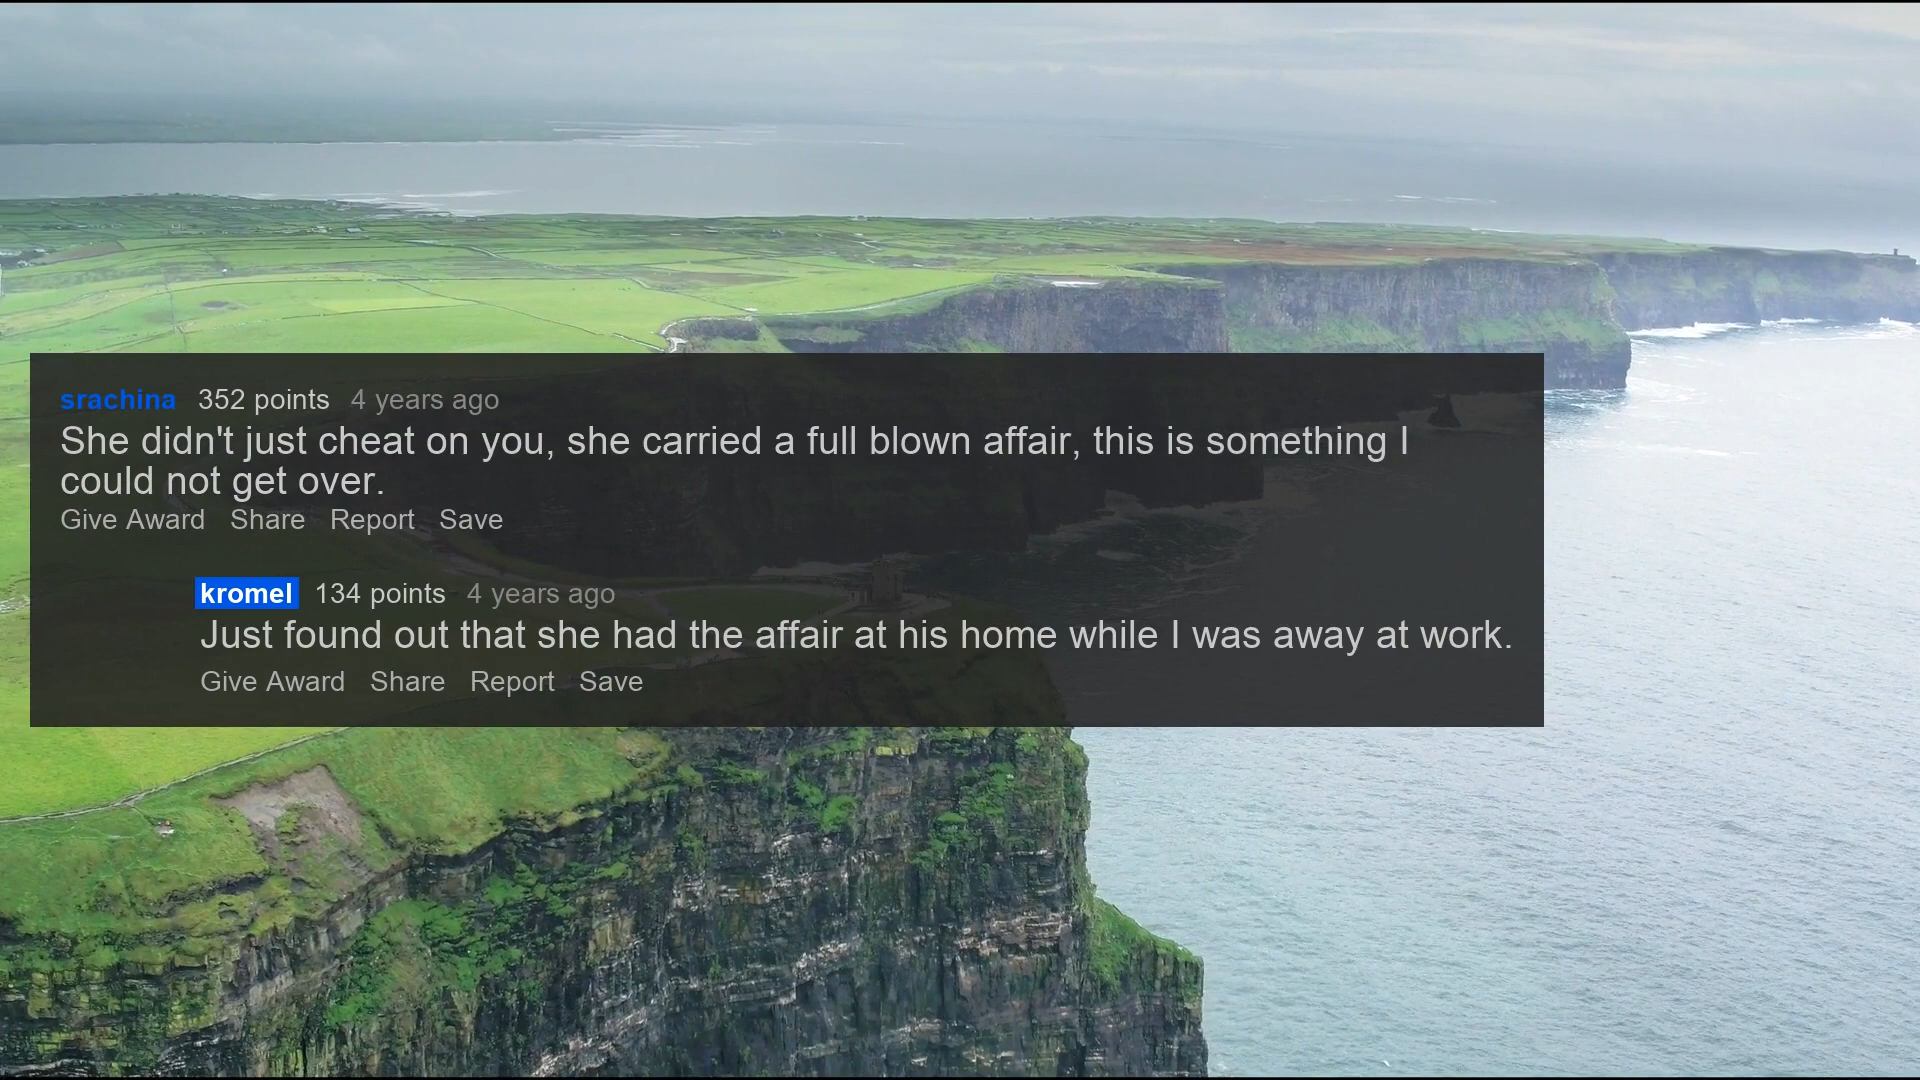 srachina 352 points 4 years ago
She didn't just cheat on you, she carried a full blown affair, this is something I
could not get over.
Give Award Share Report Save
kromel 134 points 4 years ago
Just found out that she had the affair at his home while I was away at work.
Give Award Share Report Save